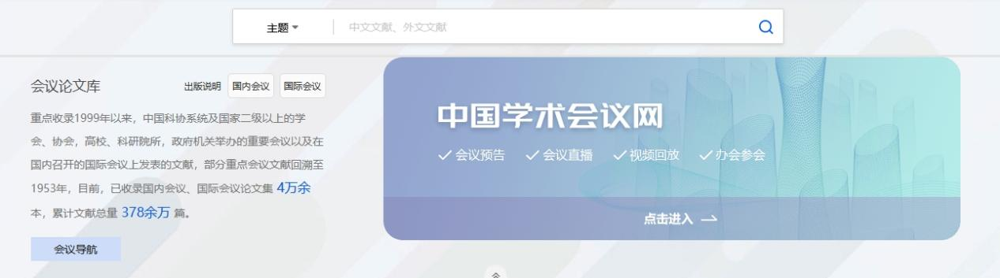 主题
中文文献、外文文献
会议论文库
出版说明 国内会议 国际会议
重点收录1999年以来，中国科协系统及国家二级以上的学
会、协会，高校、科研院所，政府机关举办的重要会议以及在
国内召开的国际会议上发表的文献，部分重点会议文献回溯至
1953年，目前，已收录国内会议、国际会议论文集 4万余
本，累计文献总量 378余万 篇。
会议导航
中国学术会议网
会议预告 会议直播 视频回放 办会参会
点击进入